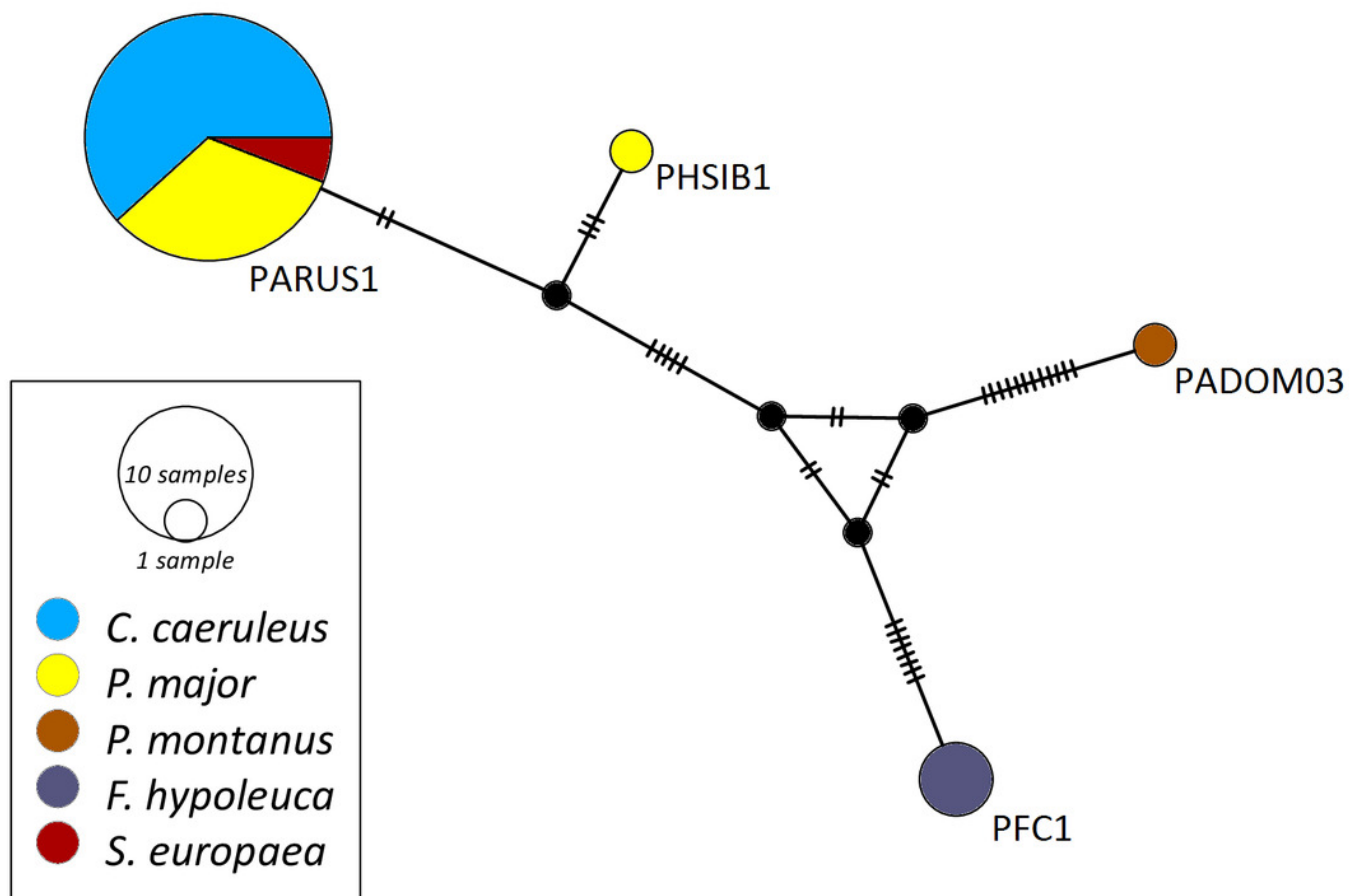 PHSIB1
PARUS1
PADOM03
PFC1
10 samples
1 sample
C. caeruleus
P. major
P. montanus
F. hypoleuca
S. europaea